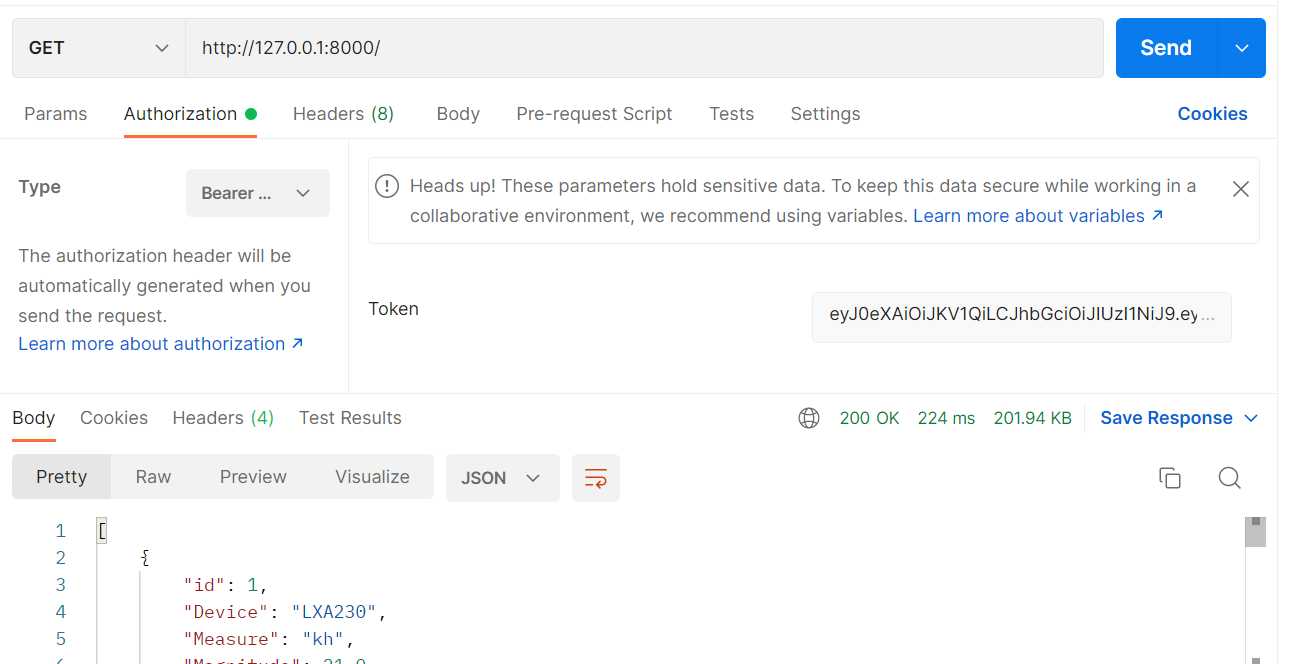 GET http://127.0.0.1:8000/ Send
Params Authorization Headers (8) Body Pre-request Script Tests Settings Cookies
Type Bearer ...
Heads up! These parameters hold sensitive data. To keep this data secure while working in a
collaborative environment, we recommend using variables. Learn more about variables ↗
The authorization header will be
automatically generated when you
send the request.
Learn more about authorization ↗
Token eyJ0eXAiOiJKV1QiLCJhbGciOiJIUzI1NiJ9.ey...
Body Cookies Headers (4) Test Results 200 OK 224 ms 201.94 KB Save Response
Pretty Raw Preview Visualize JSON
1 [
2 {
3 "id": 1,
4 "Device": "LXA230",
5 "Measure": "kh",
6 "Magnitude": 21.0